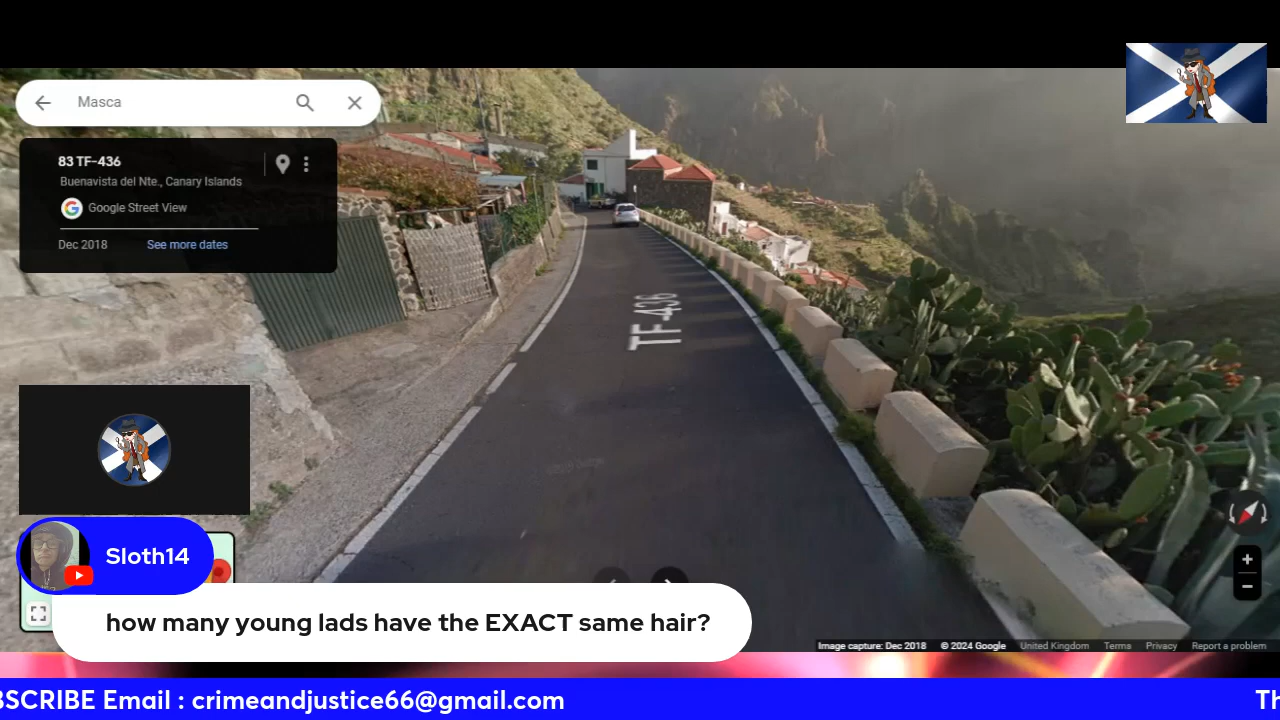 Masca
83 TF-436
Buenavista del Nte., Canary Islands
Google Street View
Dec 2018 See more dates
TF-436
Sloth14
how many young lads have the EXACT same hair?
Image capture: Dec 2018 © 2024 Google United Kingdom Terms Privacy Report a problem
BSCRIBE Email : crimeandjustice66@gmail.com Th